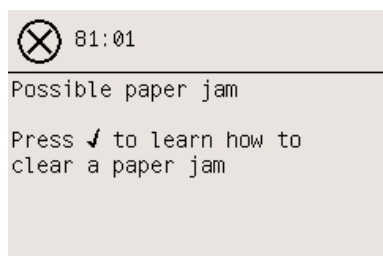 81:01
Possible paper jam
Press ✓ to learn how to
clear a paper jam